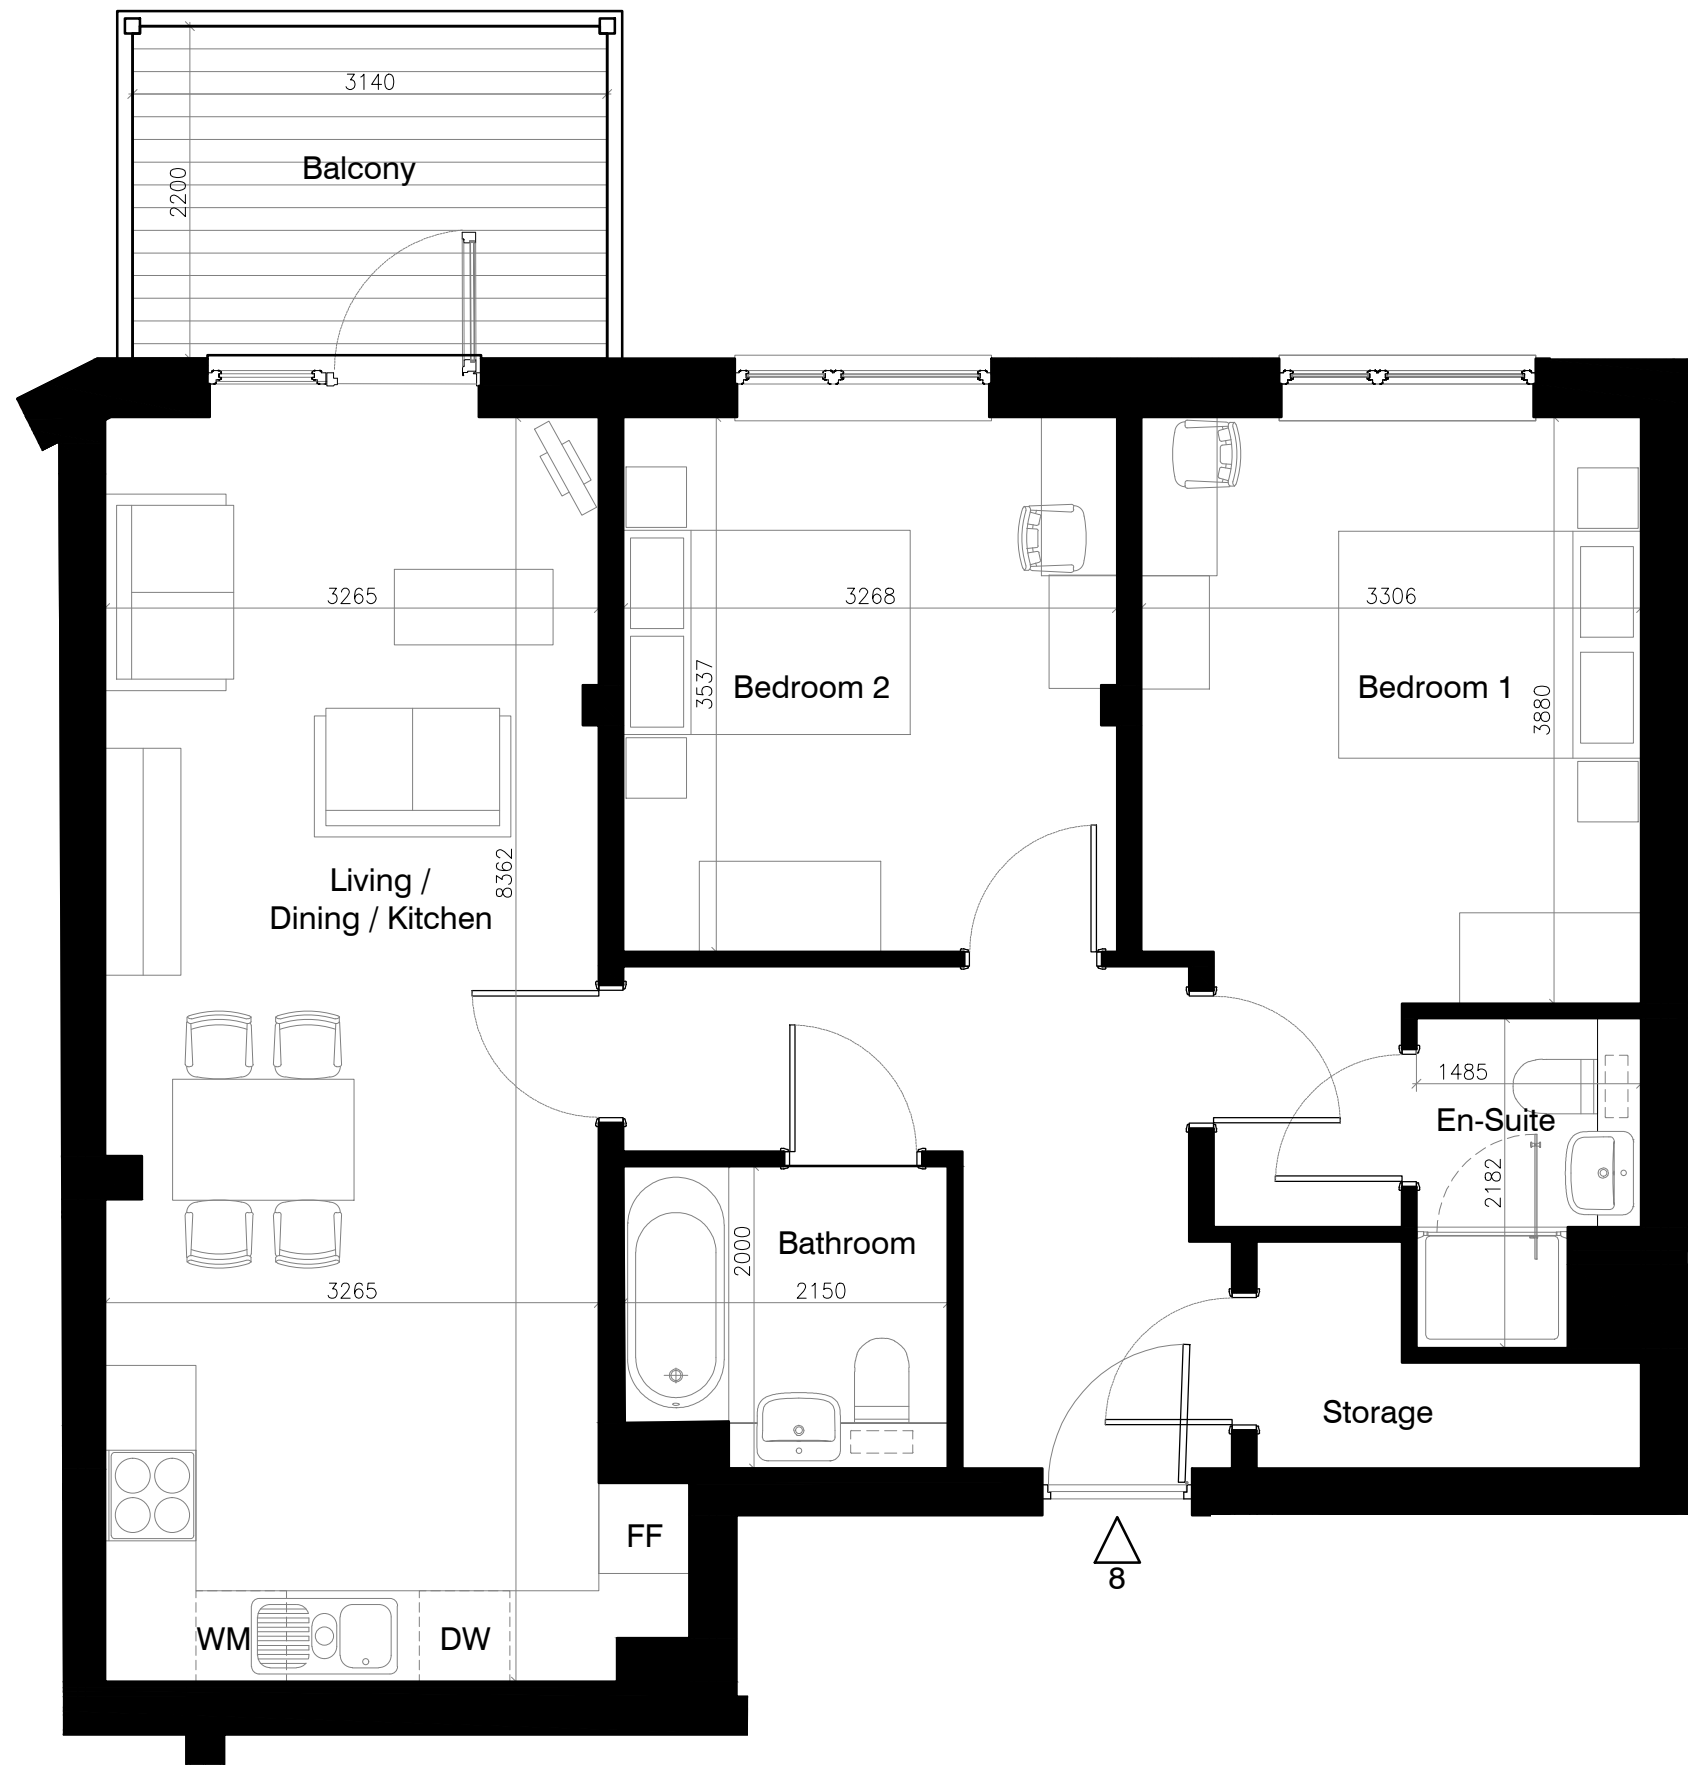 3140
Balcony
2200
3265
3268
3306
3537
Bedroom 2
Bedroom 1
3880
8362
Living /
Dining / Kitchen
1485
En-Suite
2182
2000
Bathroom
3265
2150
Storage
FF
8
WM
DW